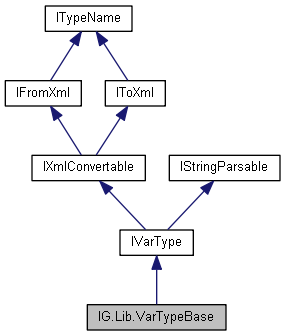 ITypeName
IFromXml
IToXml
IXmlConvertable
IStringParsable
IVarType
IG.Lib.VarTypeBase